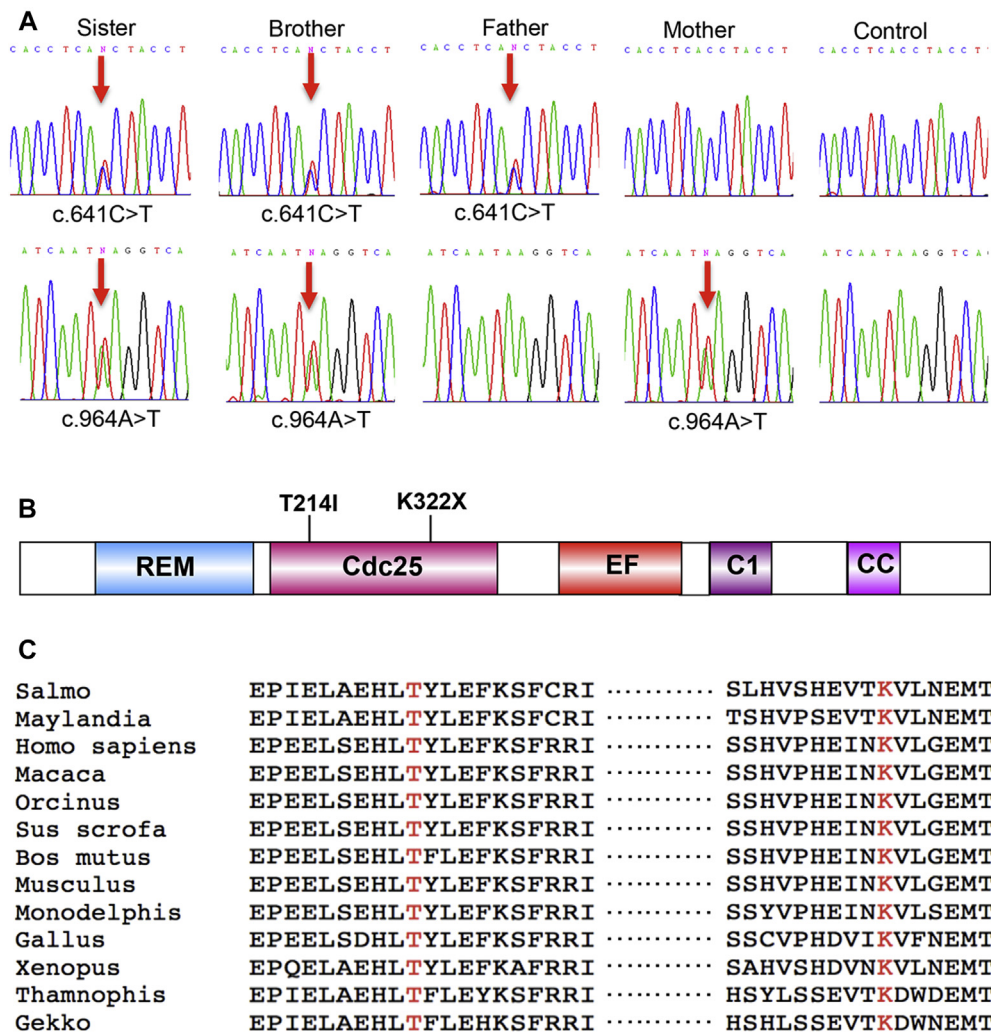 A
Sister Brother Father Mother Control
CACCTCANCTACCT CACCTCANCTACCT CACCTCANCTACCT CACCTCACCTACCT CACCTCACCTACCT
c.641C>T c.641C>T c.641C>T
ATCAATNAGGTCA ATCAATNAGGTCA ATCAATAAGGTCA ATCAATNAGGTCA ATCAATAAGGTCA
c.964A>T c.964A>T c.964A>T
B
T214I K322X
REM Cdc25 EF C1 CC
C
Salmo EPIELAEHLTYLEFKSFCRI ············ SLHVSHEVTKVLNEMT
Maylandia EPIELAEHLTYLEFKSFCRI ············ TSHVPSEVTKVLNEMT
Homo sapiens EPEELSEHLTYLEFKSFRRI ············ SSHVPHEINKVLGEMT
Macaca EPEELSEHLTYLEFKSFRRI ············ SSHVPHEINKVLGEMT
Orcinus EPEELSEHLTYLEFKSFRRI ············ SSHVPHEINKVLGEMT
Sus scrofa EPEELSEHLTYLEFKSFRRI ············ SSHVPHEINKVLGEMT
Bos mutus EPEELSEHLTFLEFKSFRRI ············ SSHVPHEINKVLGEMT
Musculus EPEELSEHLTYLEFKSFRRI ············ SSHVPHEINKVLGEMT
Monodelphis EPEELSEHLTYLEFKSFRRI ············ SSYVPHEINKVLSEMT
Gallus EPEELSDHLTYLEFKSFRRI ············ SSCVPHDVIKVFNEMT
Xenopus EPQELAEHLTYLEFKAFRRI ············ SAHVSHDVNKVLNEMT
Thamnophis EPIELAEHLTFLEYKSFRRI ············ HSYLSSEVTKDWDEMT
Gekko EPIELAEHLTFLEHKSFRRI ············ HSHLSSEVTKDWNEMT